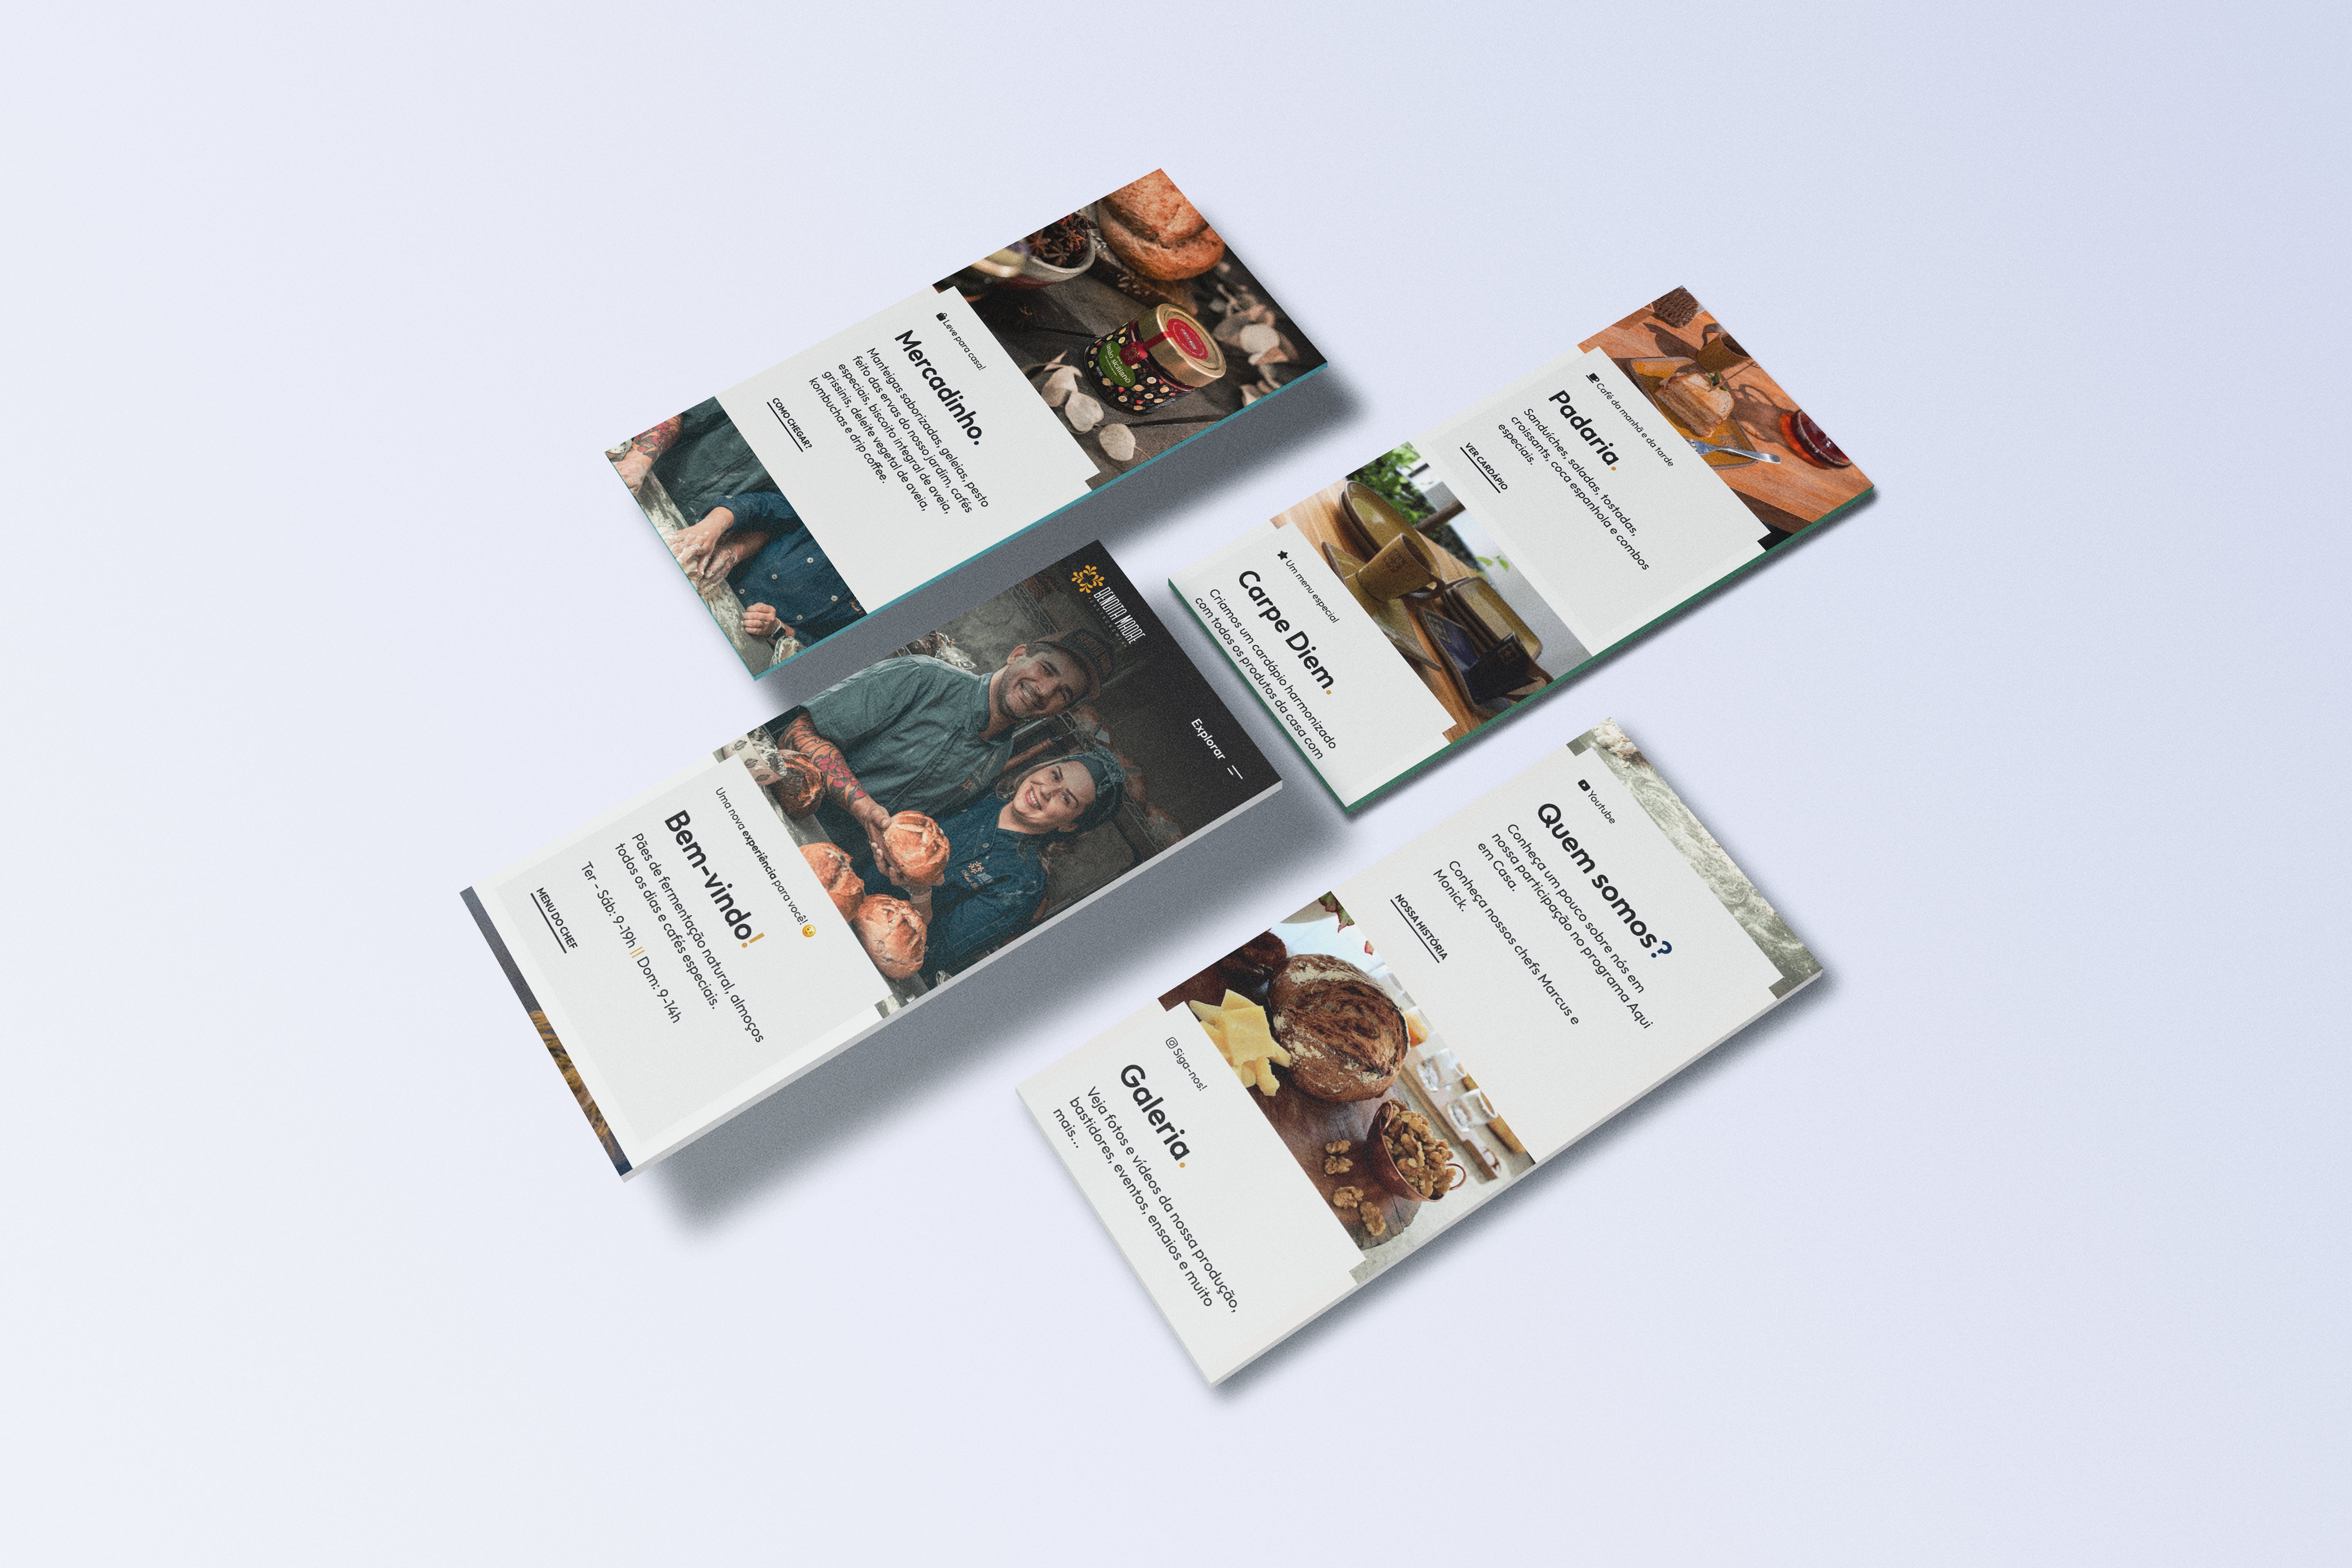 Leve para casa!
Mercadinho.
Manteigas saborizadas, geleias, pesto
feito das ervas do nosso jardim, cafés
especiais, biscoito integral de aveia,
grissinis, deleite vegetal de aveia,
kombuchas e drip coffee.
COMO CHEGAR?
Café da manhã e da tarde
Padaria.
Sanduíches, saladas, tostadas,
croissants, coca espanhola e combos
especiais.
VER CARDÁPIO
Um menu especial
Carpe Diem.
Criamos um cardápio harmonizado
com todos os produtos da casa com
BENDITA MADRE
Explorar
Uma nova experiência para você! 😉
Bem-vindo!
Pães de fermentação natural, almoços
todos os dias e cafés especiais.
Ter - Sáb: 9-19h || Dom: 9-14h
MENU DO CHEF
Youtube
Quem somos?
Conheça um pouco sobre nós em
nossa participação no programa Aqui
em Casa.
Conheça nossos chefs Marcus e
Monick.
NOSSA HISTÓRIA
Siga-nos!
Galeria.
Veja fotos e vídeos da nossa produção,
bastidores, eventos, ensaios e muito
mais...